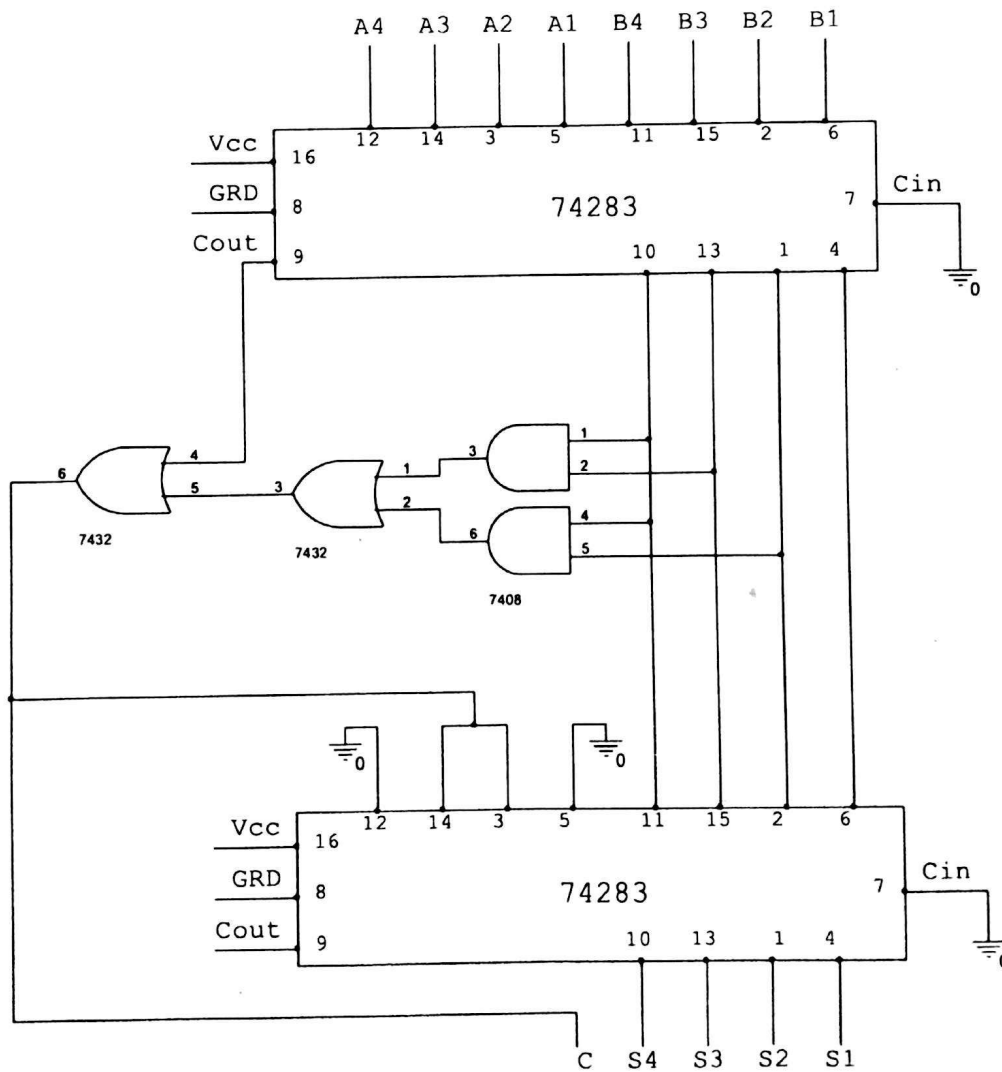 A4 A3 A2 A1 B4 B3 B2 B1
12 14 3 5 11 15 2 6
Vcc 16
GRD 8 74283 7 Cin
Cout 9 10 13 1 4
0
1
3 2
4 1
6 5 3 2 4
6 5
7432 7432
7408
0 0
12 14 3 5 11 15 2 6
Vcc 16
GRD 8 74283 7 Cin
Cout 9 10 13 1 4
0
C S4 S3 S2 S1